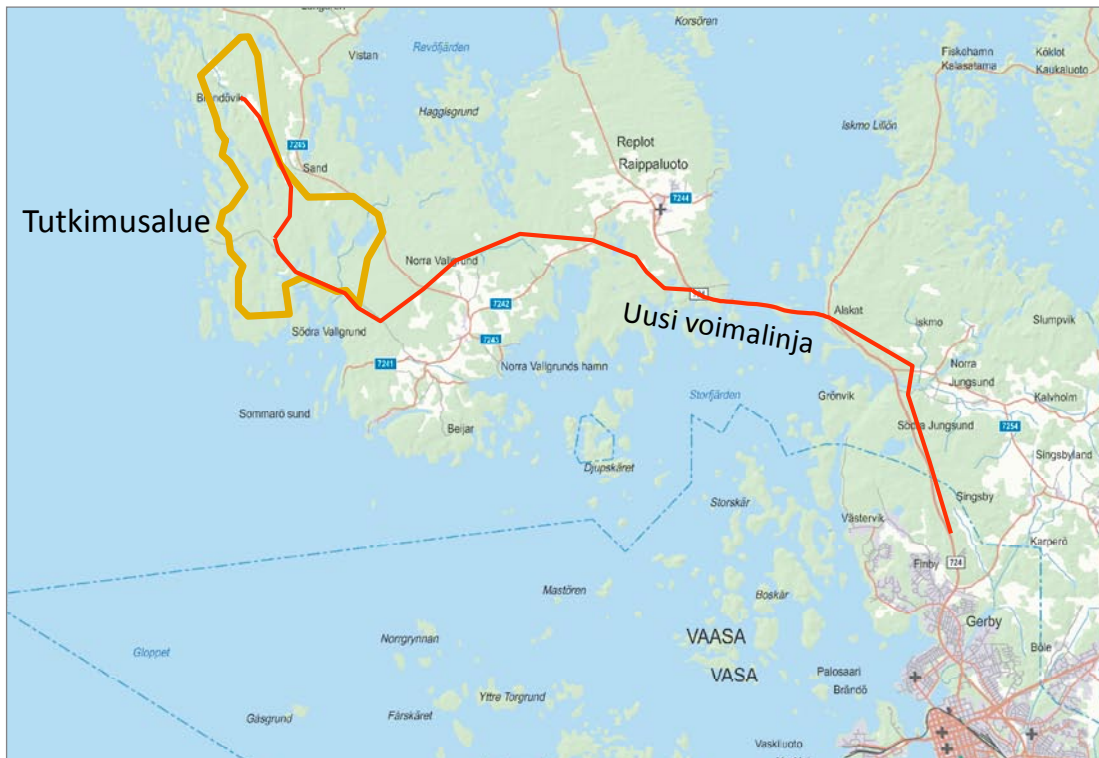 Korsören
Fiskehamn
Kalasatama
Köklot
Kaukaluoto
Vistan
Revöfjärden
Haggisgrund
Iskmo Lillön
7245
Sand
Replot
Raippaluoto
7244
Tutkimusalue
Norra Vallgrund
724
7242
Södra Vallgrund
7243
7241
Norra Vallgrunds hamn
Uusi voimalinja
Alskat
Iskmo
Slumpvik
Norra
Jungsund
Kalvholm
Grönvik
Storfjärden
Södra Jungsund
7254
Singsbyland
Sommarö sund
Beijar
Djupskäret
Storskär
Singsby
Västervik
Karperö
Finby
724
Mastören
Boskär
Gerby
Norrgrynnan
VAASA
VASA
Böle
Gloppet
Palosaari
Brändö
Yttre Torgrund
Fårskäret
Gåsgrund
Vaskiluoto